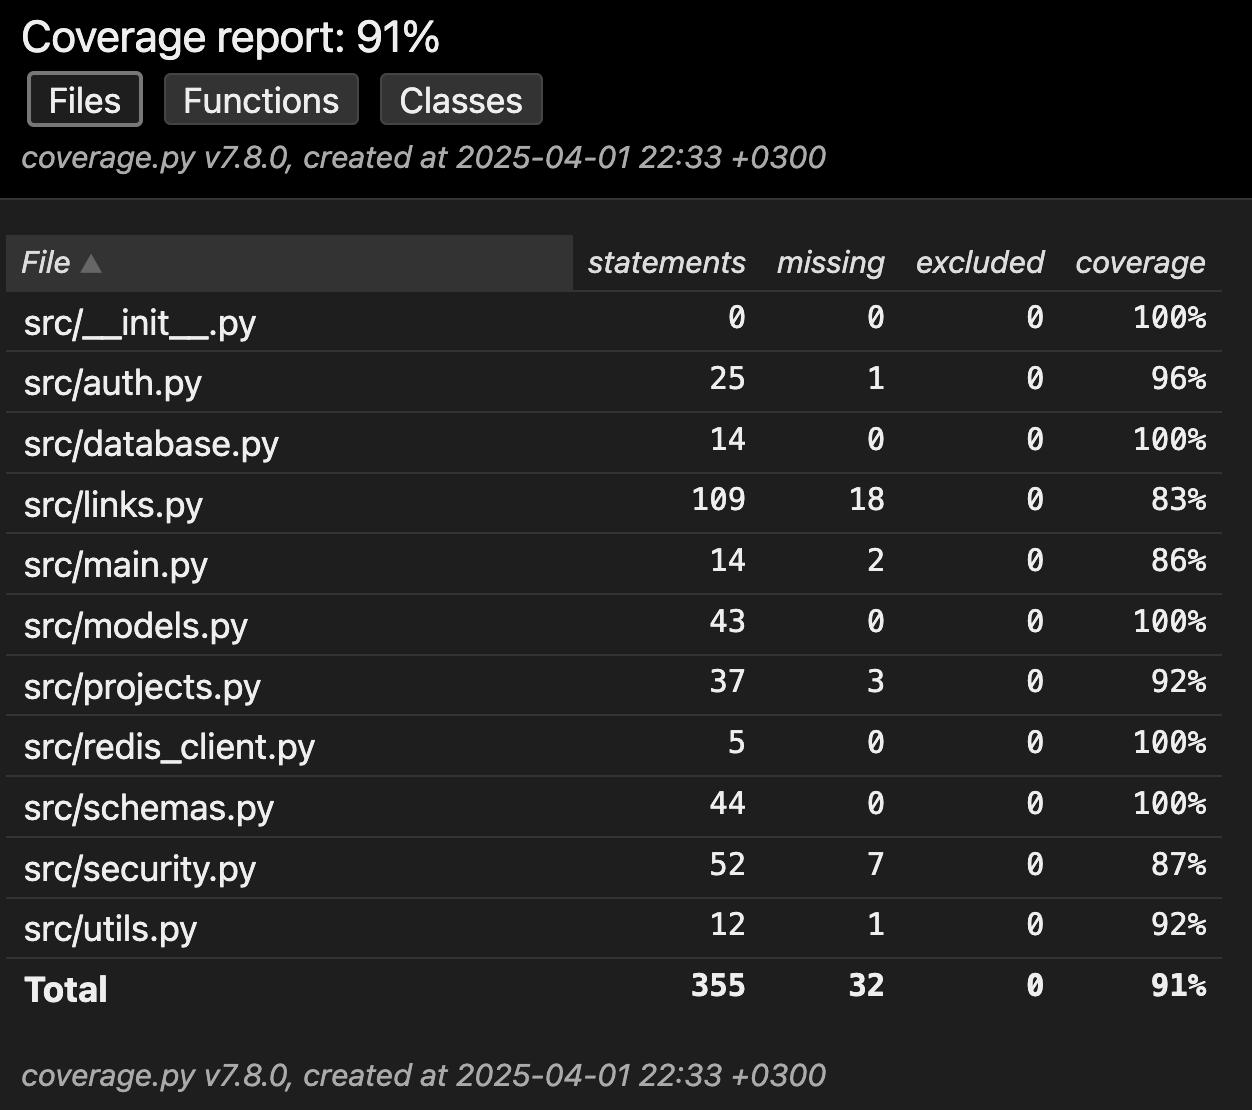 Coverage report: 91%
Files Functions Classes
coverage.py v7.8.0, created at 2025-04-01 22:33 +0300
File ▲ statements missing excluded coverage
src/__init__.py 0 0 0 100%
src/auth.py 25 1 0 96%
src/database.py 14 0 0 100%
src/links.py 109 18 0 83%
src/main.py 14 2 0 86%
src/models.py 43 0 0 100%
src/projects.py 37 3 0 92%
src/redis_client.py 5 0 0 100%
src/schemas.py 44 0 0 100%
src/security.py 52 7 0 87%
src/utils.py 12 1 0 92%
Total 355 32 0 91%
coverage.py v7.8.0, created at 2025-04-01 22:33 +0300